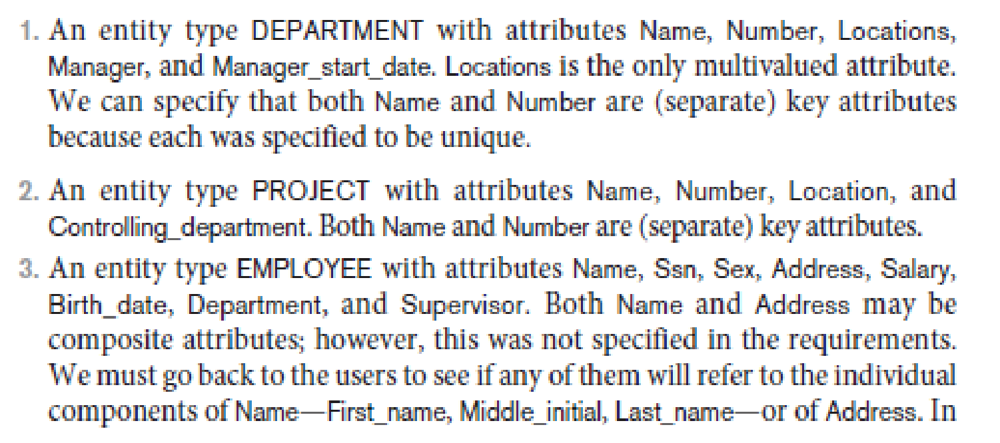 1. An entity type DEPARTMENT with attributes Name, Number, Locations,
Manager, and Manager_start_date. Locations is the only multivalued attribute.
We can specify that both Name and Number are (separate) key attributes
because each was specified to be unique.
2. An entity type PROJECT with attributes Name, Number, Location, and
Controlling_department. Both Name and Number are (separate) key attributes.
3. An entity type EMPLOYEE with attributes Name, Ssn, Sex, Address, Salary,
Birth_date, Department, and Supervisor. Both Name and Address may be
composite attributes; however, this was not specified in the requirements.
We must go back to the users to see if any of them will refer to the individual
components of Name—First_name, Middle_initial, Last_name—or of Address. In